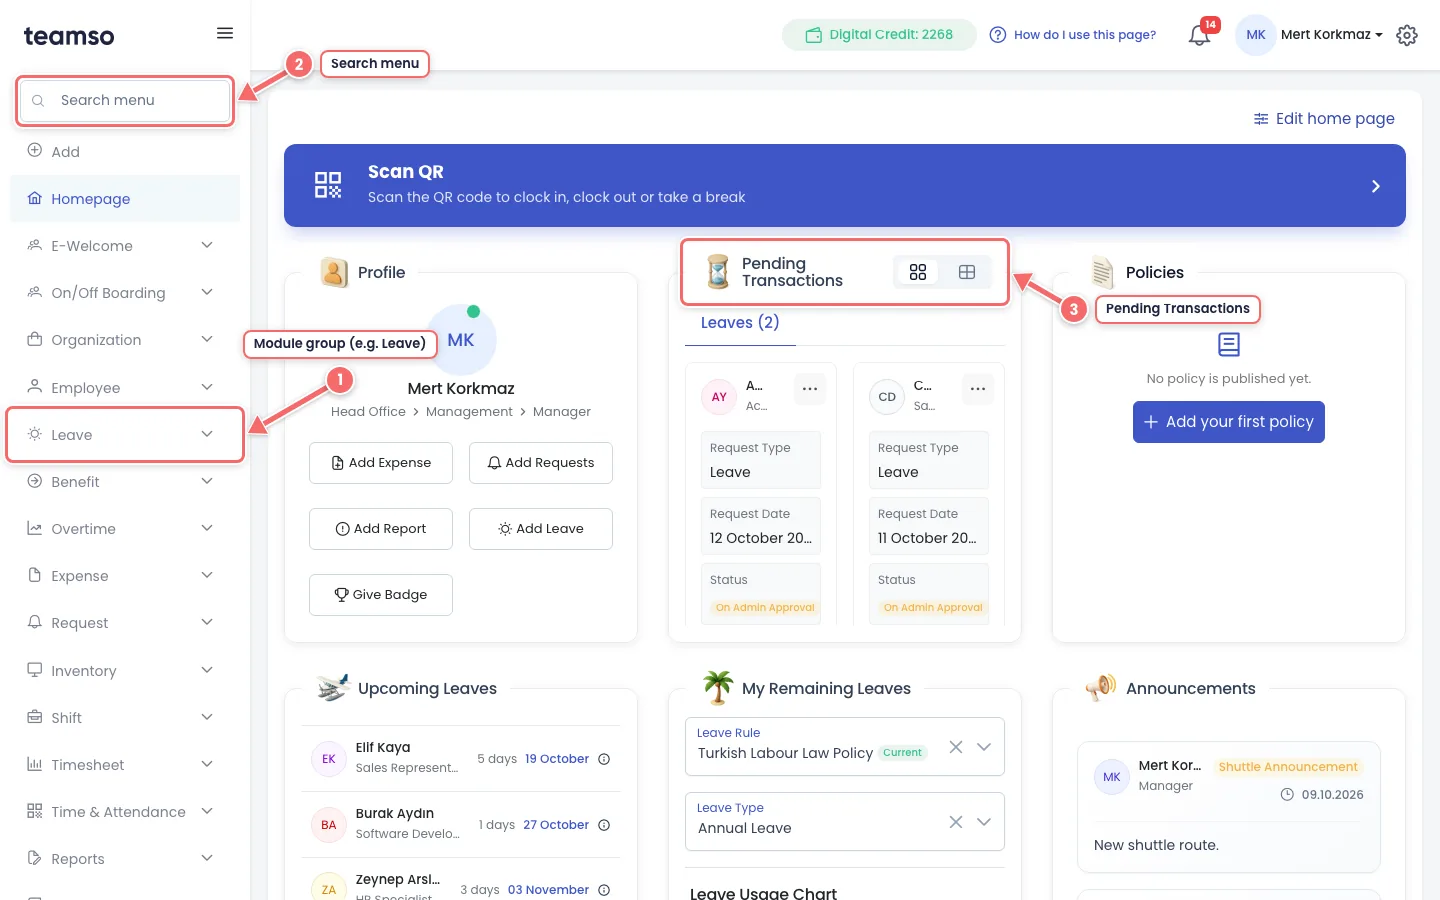 teamso
Digital Credit: 2268
How do I use this page?
14
MK
Mert Korkmaz
2
Search menu
Search menu
Add
Homepage
E-Welcome
On/Off Boarding
Organization
Employee
Leave
Benefit
Overtime
Expense
Request
Inventory
Shift
Timesheet
Time & Attendance
Reports
Module group (e.g. Leave)
1
Edit home page
Scan QR
Scan the QR code to clock in, clock out or take a break
Profile
MK
Mert Korkmaz
Head Office > Management > Manager
Add Expense
Add Requests
Add Report
Add Leave
Give Badge
Pending
Transactions
3
Pending Transactions
Leaves (2)
AY
A...
Ac...
...
Request Type
Leave
Request Date
12 October 20...
Status
On Admin Approval
CD
C...
Sa...
...
Request Type
Leave
Request Date
11 October 20...
Status
On Admin Approval
Policies
No policy is published yet.
+ Add your first policy
Upcoming Leaves
EK
Elif Kaya
Sales Represent...
5 days 19 October
BA
Burak Aydın
Software Develo...
1 days 27 October
ZA
Zeynep Arsl...
HR Specialist
3 days 03 November
My Remaining Leaves
Leave Rule
Turkish Labour Law Policy Current
Leave Type
Annual Leave
Leave Usage Chart
Announcements
MK
Mert Kor...
Manager
Shuttle Announcement
09.10.2026
New shuttle route.